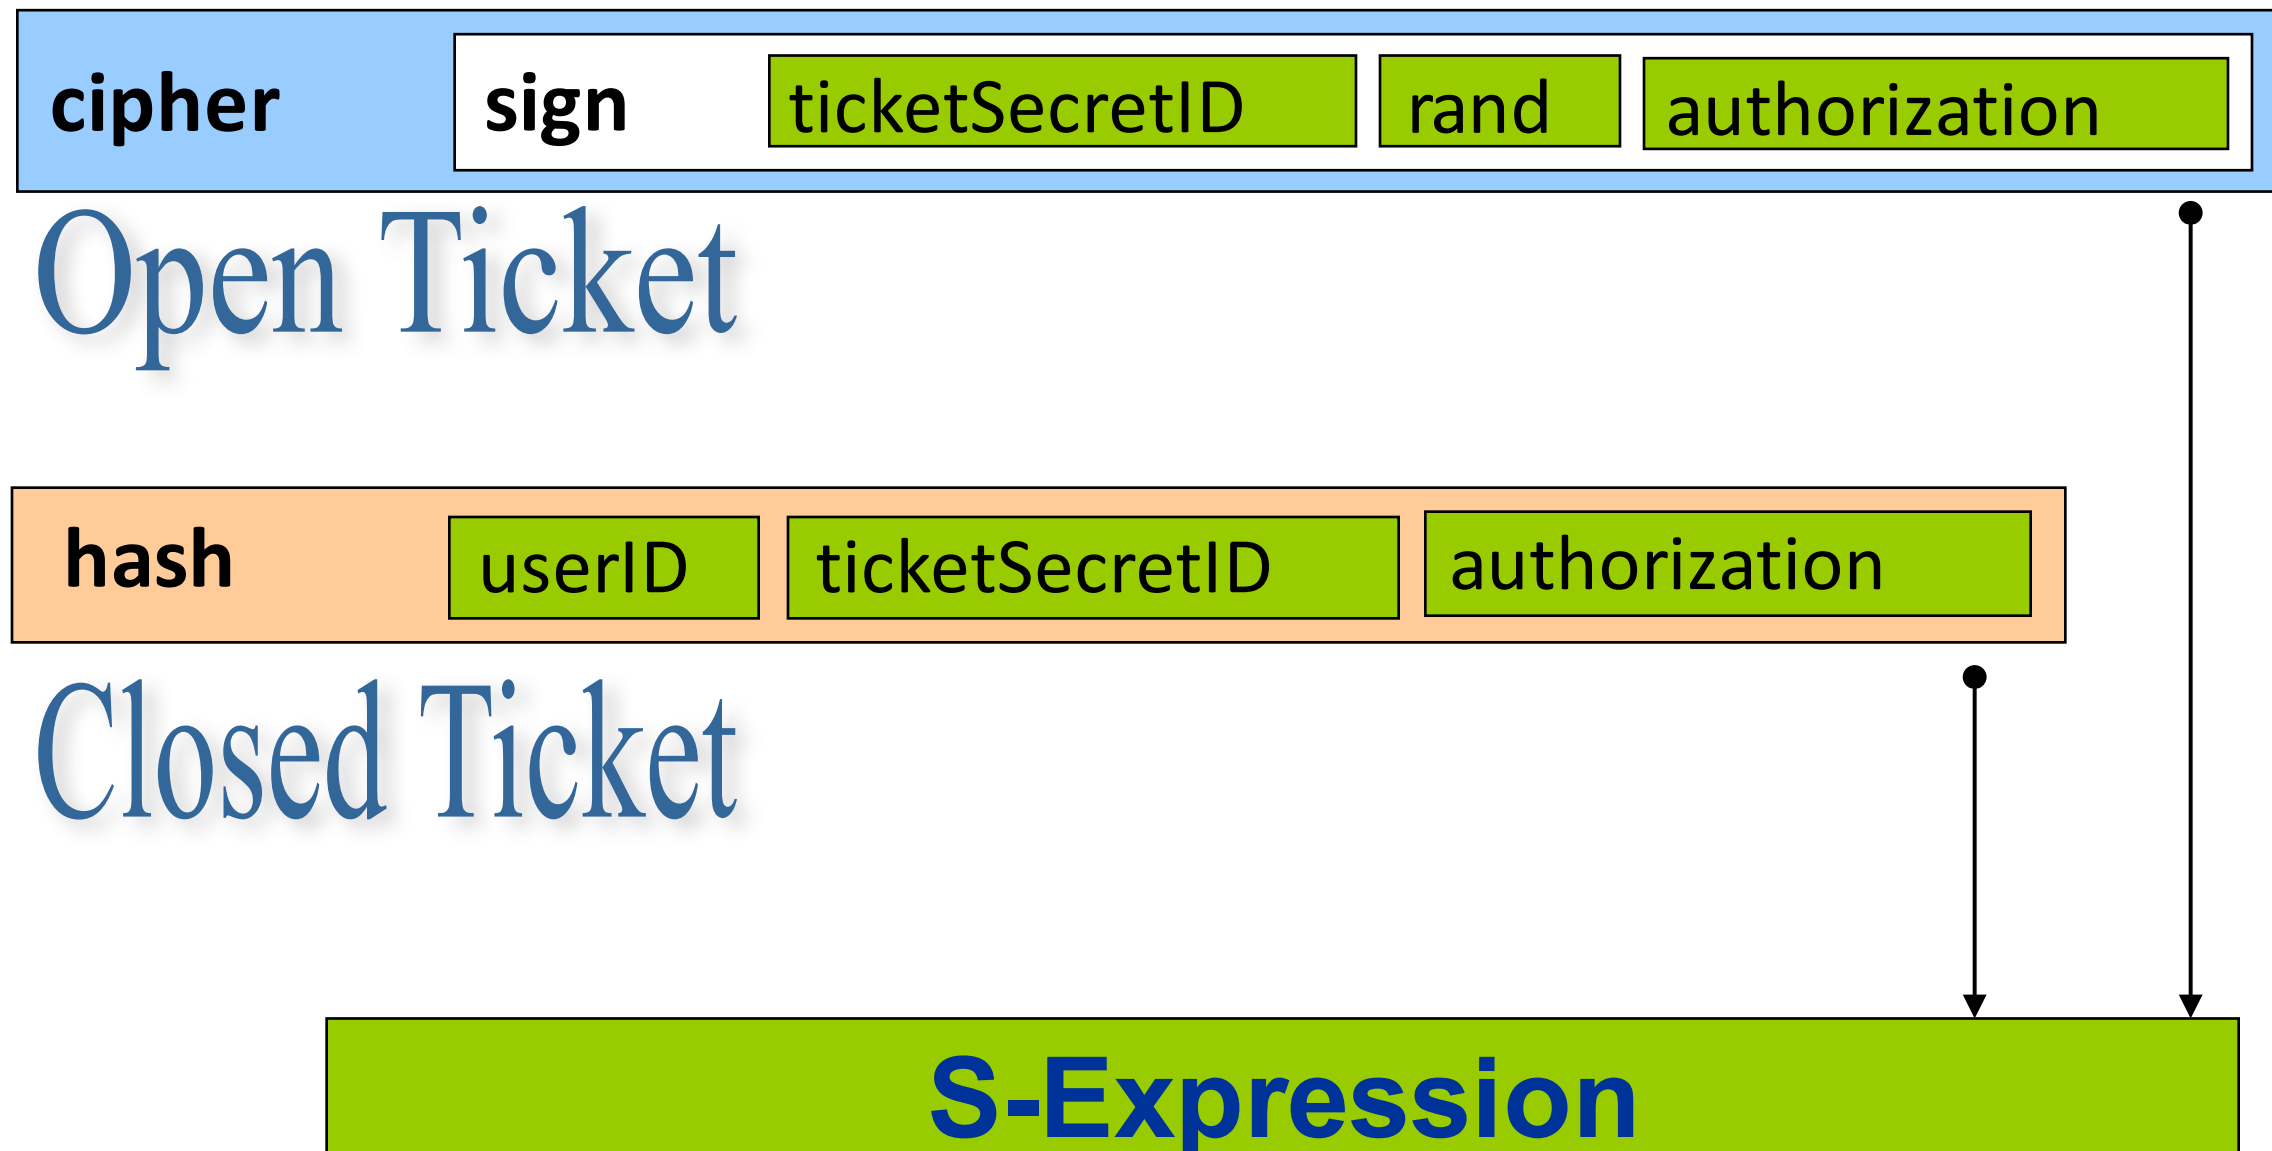 cipher sign ticketSecretID rand authorization
Open Ticket
hash userID ticketSecretID authorization
Closed Ticket
S-Expression